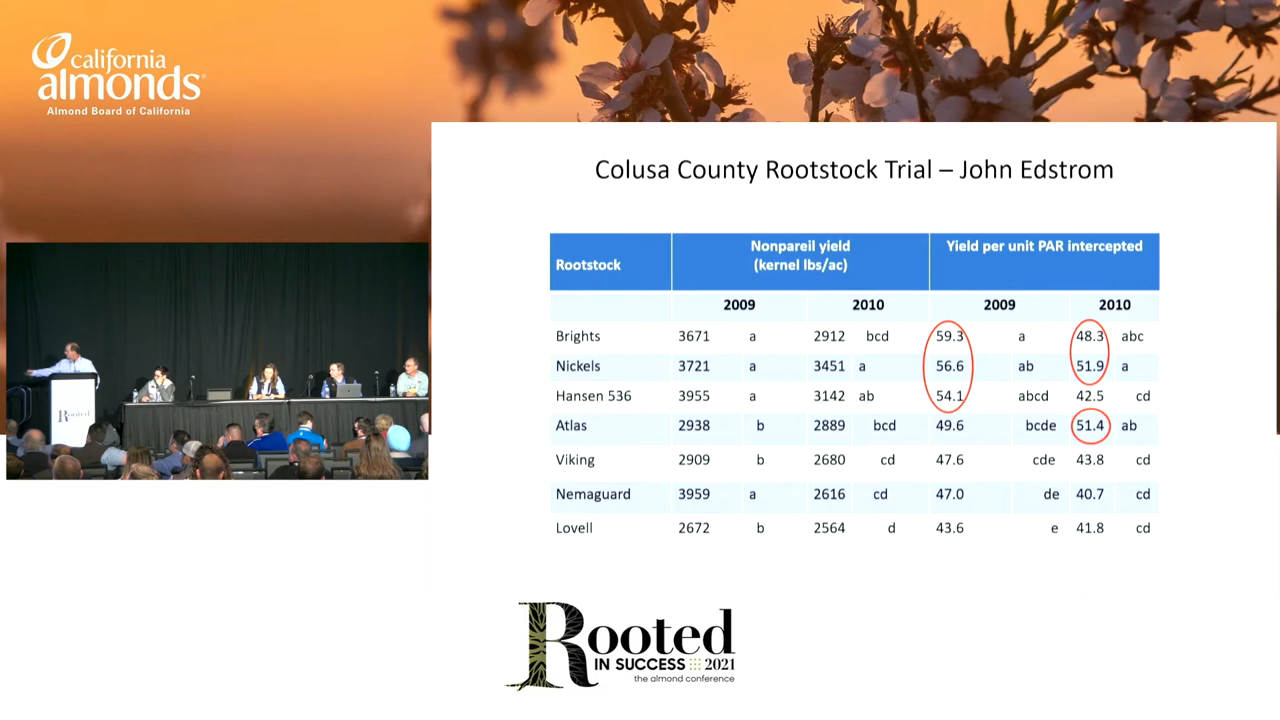 california
almonds
Almond Board of California
Colusa County Rootstock Trial – John Edstrom
Rootstock Nonpareil yield (kernel lbs/ac) Yield per unit PAR intercepted
2009 2010 2009 2010
Brights 3671 a 2912 bcd 59.3 a 48.3 abc
Nickels 3721 a 3451 a 56.6 ab 51.9 a
Hansen 536 3955 a 3142 ab 54.1 abcd 42.5 cd
Atlas 2938 b 2889 bcd 49.6 bcde 51.4 ab
Viking 2909 b 2680 cd 47.6 cde 43.8 cd
Nemaguard 3959 a 2616 cd 47.0 de 40.7 cd
Lovell 2672 b 2564 d 43.6 e 41.8 cd
Rooted
Rooted
IN SUCCESS 2021
the almond conference